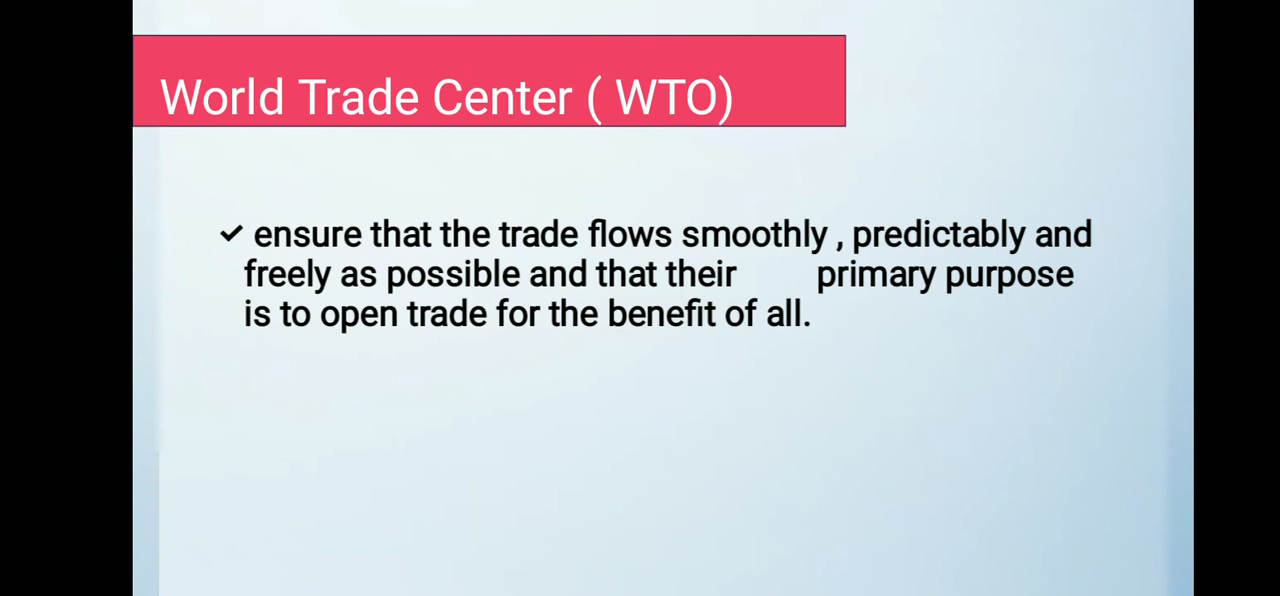 World Trade Center ( WTO)
✓ ensure that the trade flows smoothly , predictably and
freely as possible and that their primary purpose
is to open trade for the benefit of all.